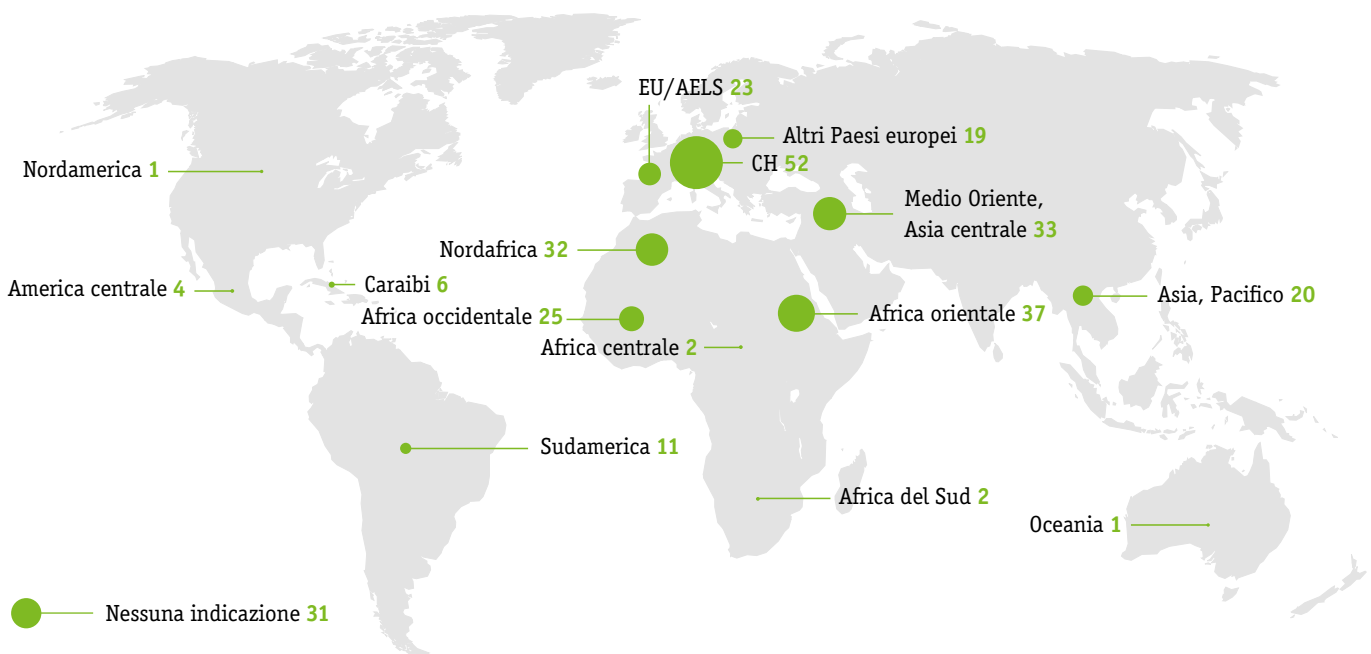 EU/AELS 23
Altri Paesi europei 19
CH 52
Nordamerica 1
Medio Oriente,
Asia centrale 33
Nordafrica 32
America centrale 4
Caraibi 6
Asia, Pacifico 20
Africa occidentale 25
Africa orientale 37
Africa centrale 2
Sudamerica 11
Africa del Sud 2
Oceania 1
Nessuna indicazione 31